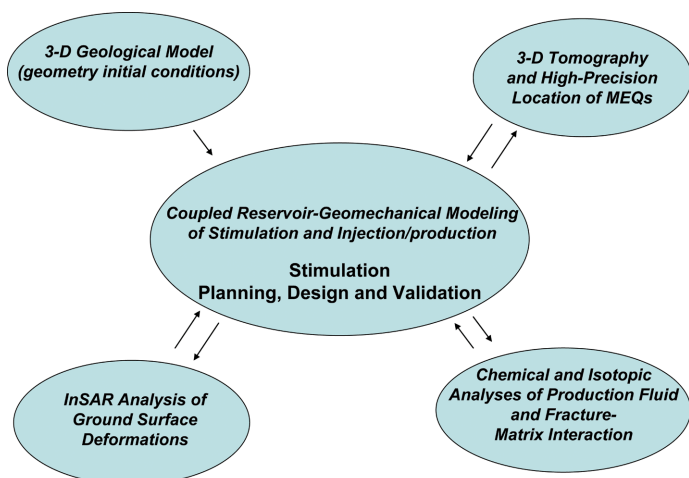 3-D Geological Model
(geometry initial conditions)
3-D Tomography
and High-Precision
Location of MEQs
Coupled Reservoir-Geomechanical Modeling
of Stimulation and Injection/production
Stimulation
Planning, Design and Validation
InSAR Analysis of
Ground Surface
Deformations
Chemical and Isotopic
Analyses of Production Fluid
and Fracture-
Matrix Interaction